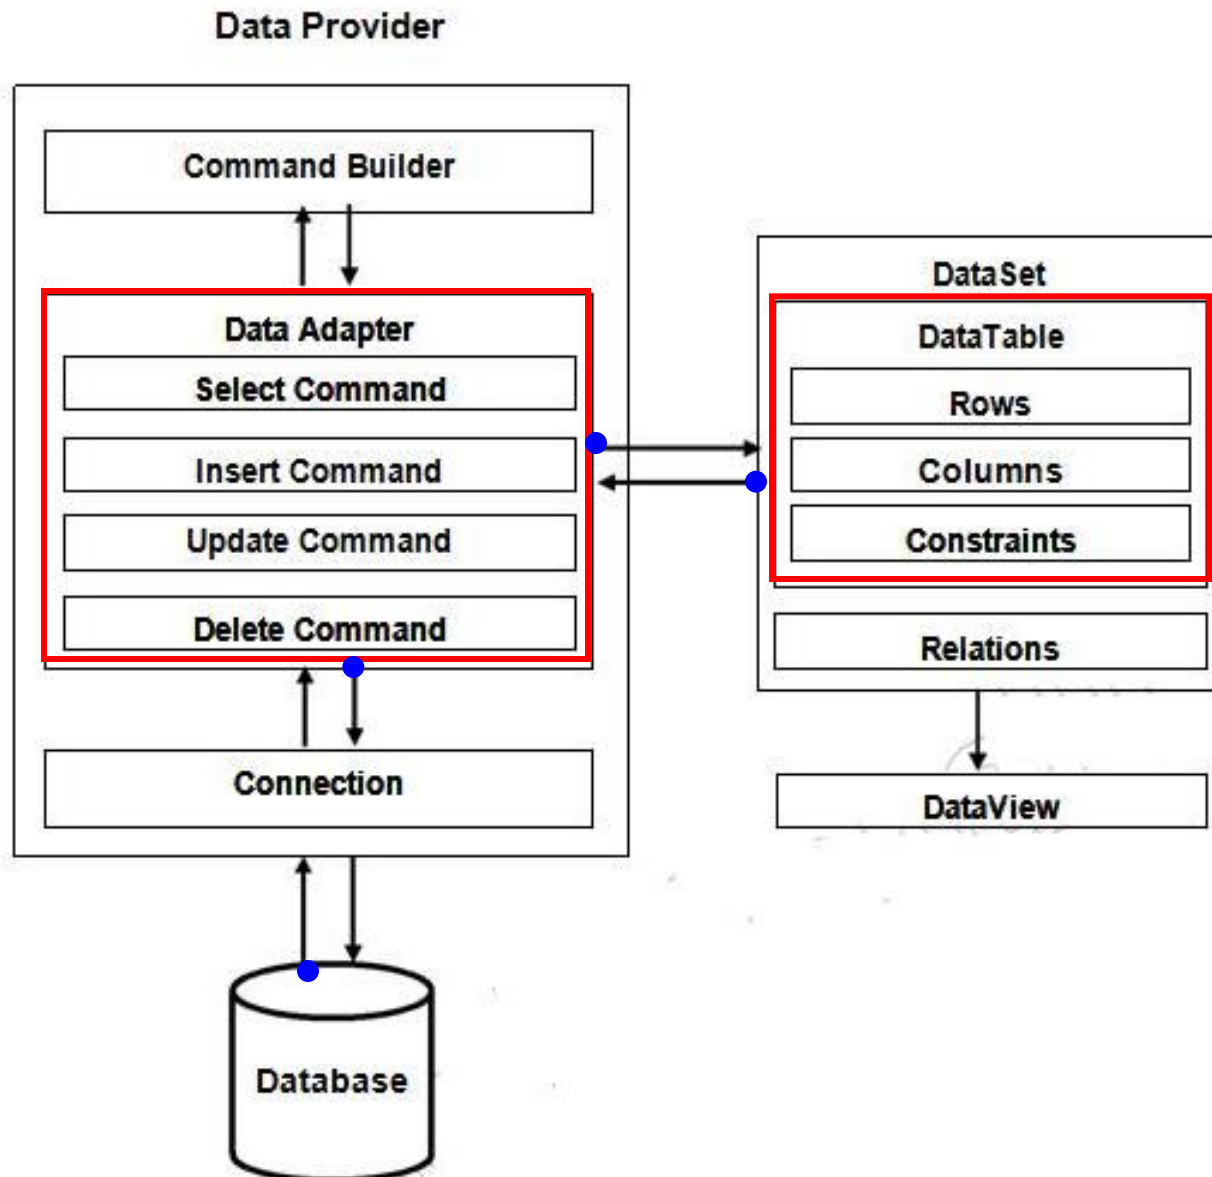 Data Provider
Command Builder
Data Adapter
Select Command
Insert Command
Update Command
Delete Command
Connection
Database
DataSet
DataTable
Rows
Columns
Constraints
Relations
DataView